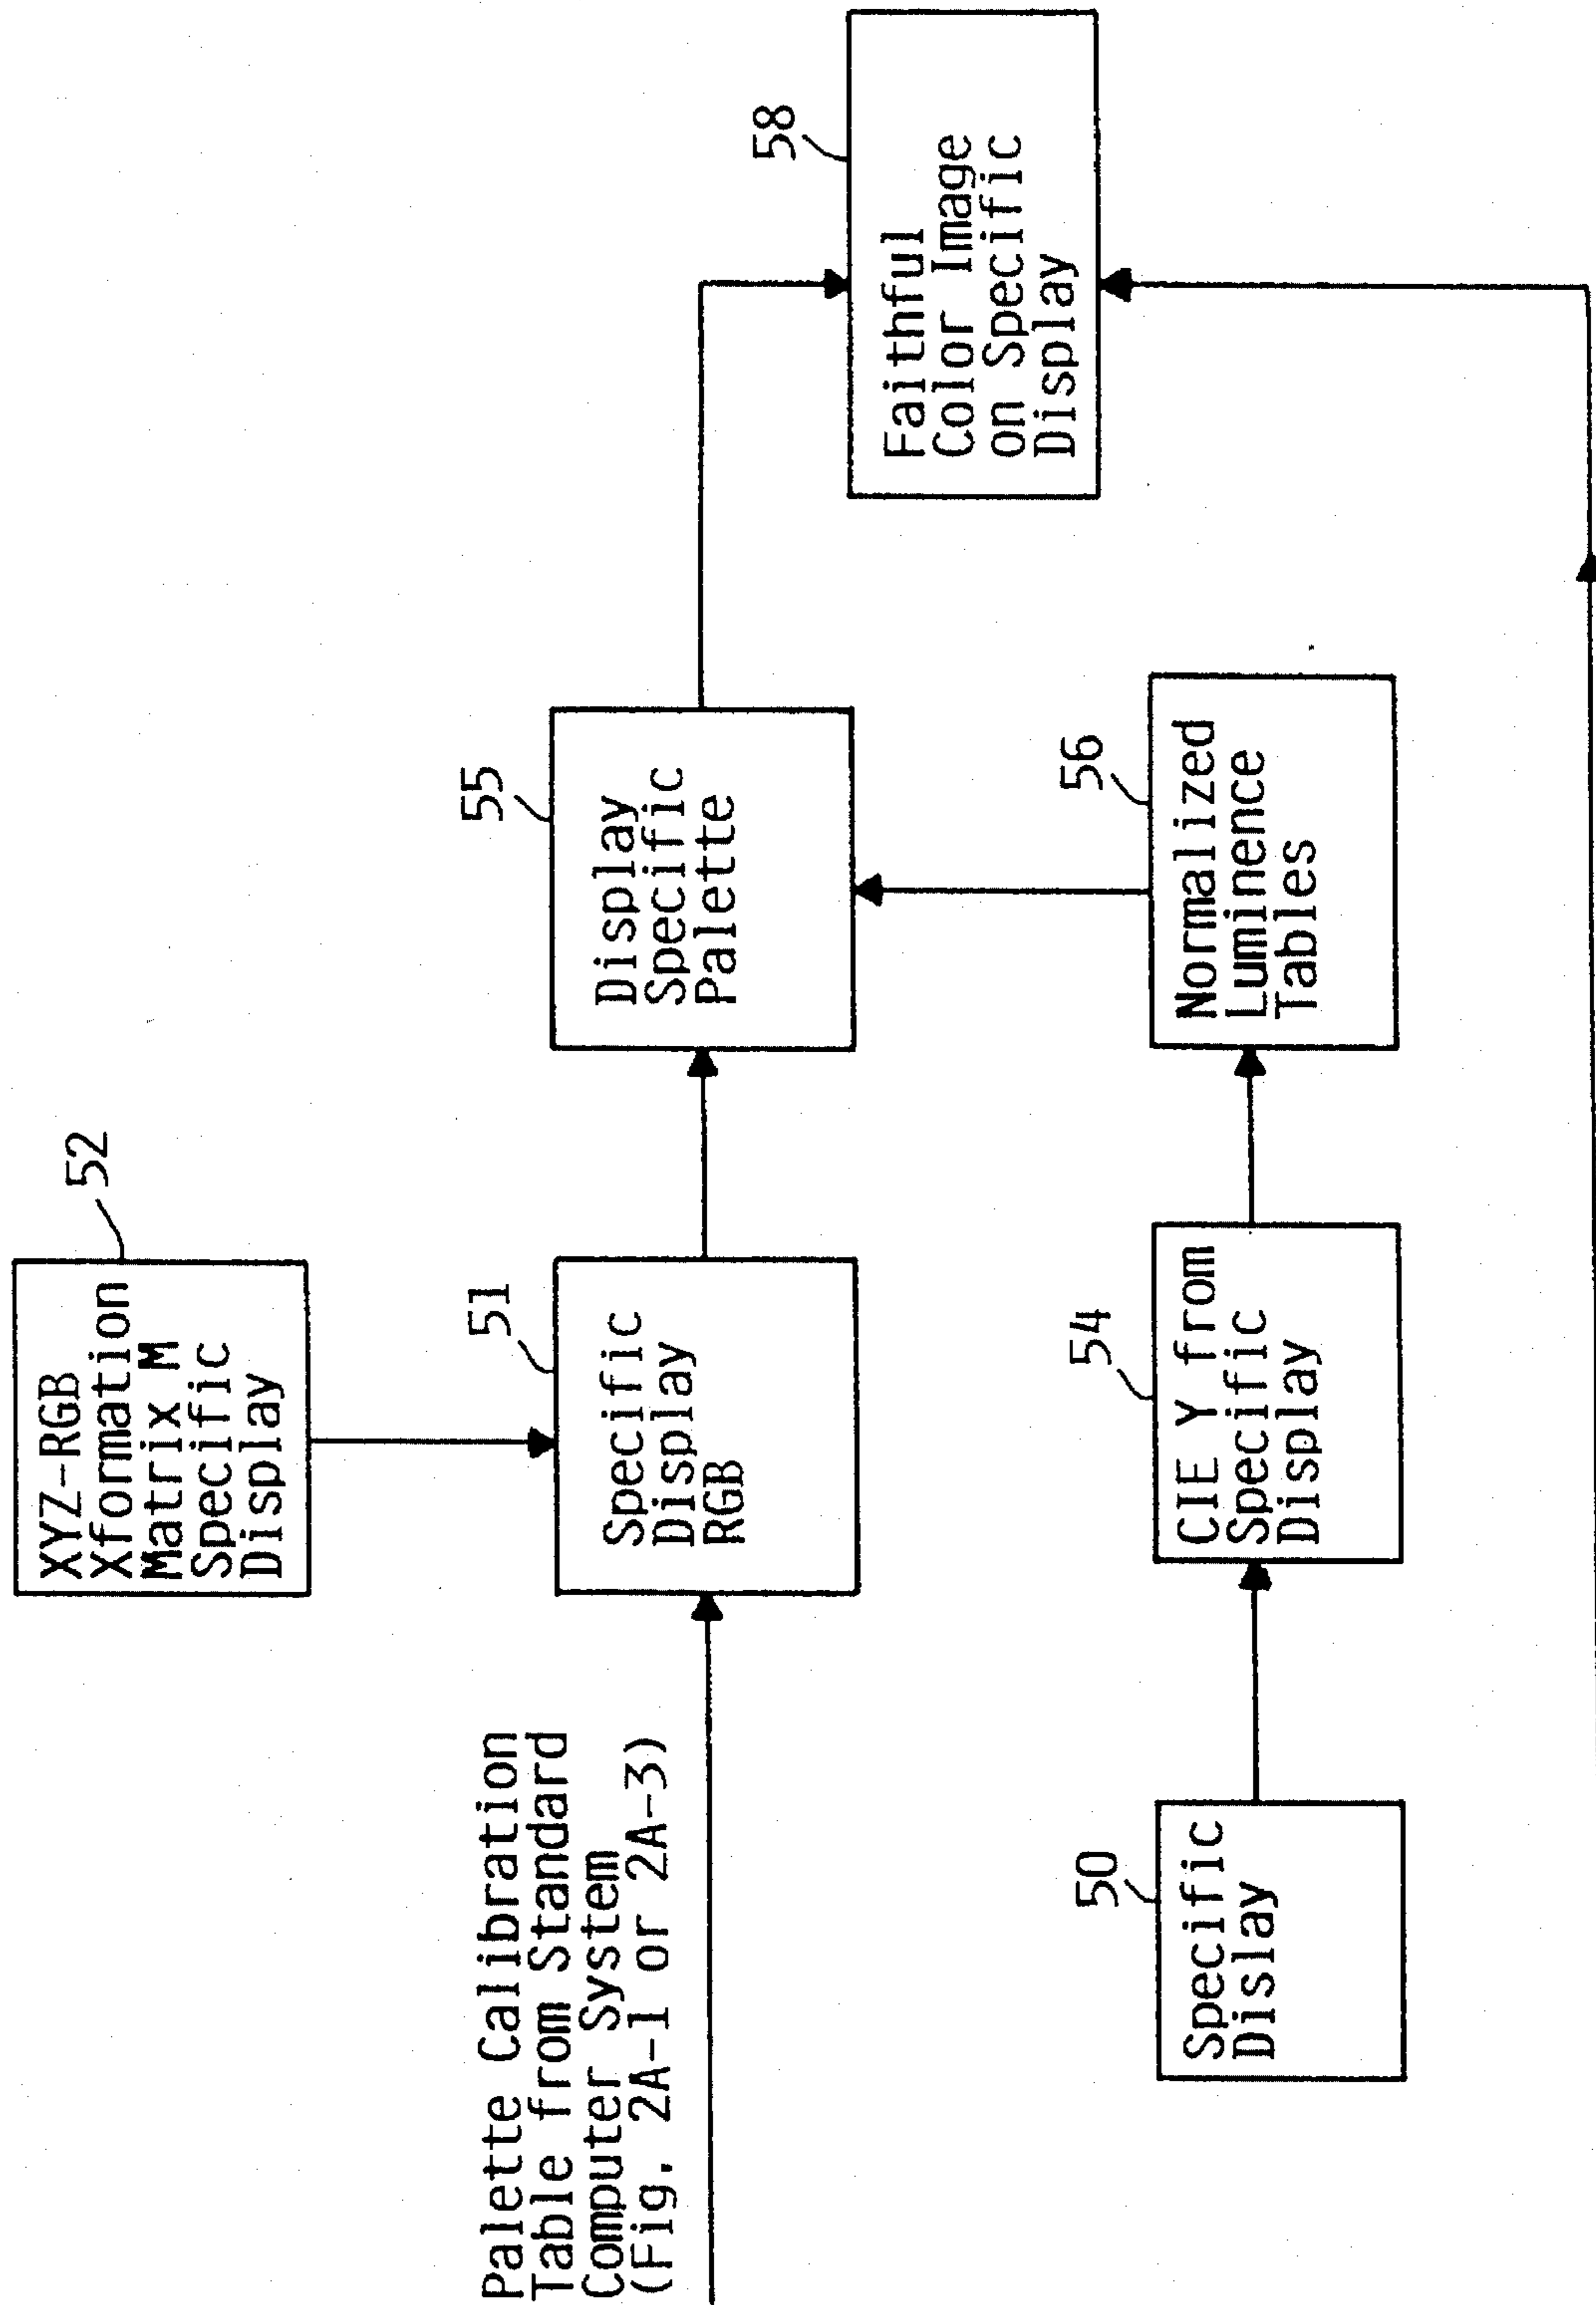 52
XYZ-RGB
Xformation
Matrix M
Specific
Display
Palette Calibration
Table from Standard
Computer System
(Fig. 2A-1 or 2A-3)
51
Specific
Display
RGB
55
Display
Specific
Palette
58
Faithful
Color Image
on Specific
Display
50
Specific
Dislay
54
CIE Y from
Specific
Display
56
Normalized
Luminence
Tables